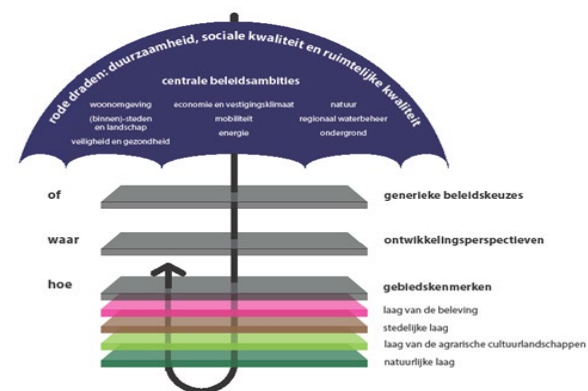 rode draden: duurzaamheid, sociale kwaliteit en ruimtelijke kwaliteit
centrale beleidsambities
woonomgeving
(binnen)-steden
en landschap
veiligheid en gezondheid
economie en vestigingsklimaat
mobiliteit
energie
natuur
regionaal waterbeheer
ondergrond
of
generieke beleidskeuzes
waar
ontwikkelingsperspectieven
hoe
gebiedskenmerken
laag van de beleving
stedelijke laag
laag van de agrarische cultuurlandschappen
natuurlijke laag